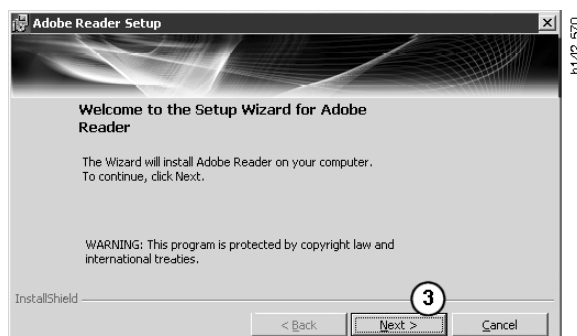 Adobe Reader Setup
Welcome to the Setup Wizard for Adobe
Reader
The Wizard will install Adobe Reader on your computer.
To continue, click Next.
WARNING: This program is protected by copyright law and
international treaties.
InstallShield
3
< Back
Next >
Cancel